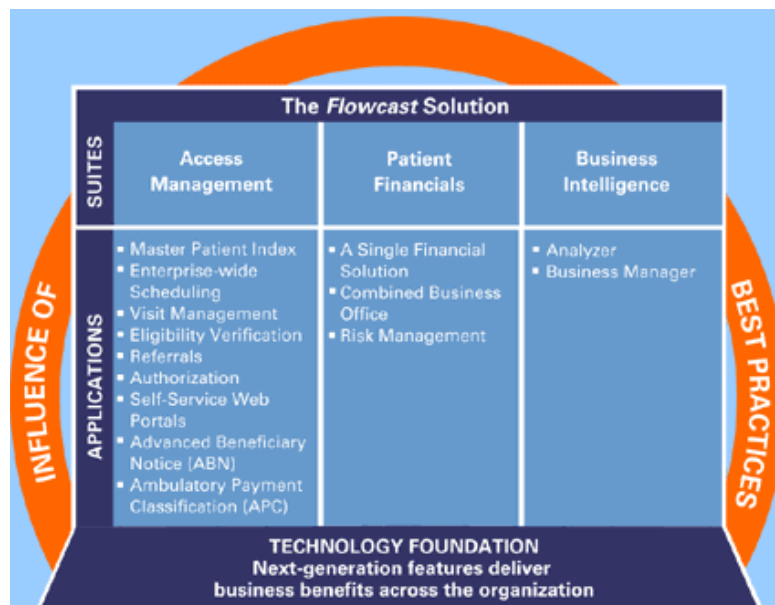 The Flowcast Solution
SUITES
Access
Management
Patient
Financials
Business
Intelligence
APPLICATIONS
▪ Master Patient Index
▪ Enterprise-wide
Scheduling
▪ Visit Management
▪ Eligibility Verification
▪ Referrals
▪ Authorization
▪ Self-Service Web
Portals
▪ Advanced Beneficiary
Notice (ABN)
▪ Ambulatory Payment
Classification (APC)
▪ A Single Financial
Solution
▪ Combined Business
Office
▪ Risk Management
▪ Analyzer
▪ Business Manager
INFLUENCE OF
BEST PRACTICES
TECHNOLOGY FOUNDATION
Next-generation features deliver
business benefits across the organization